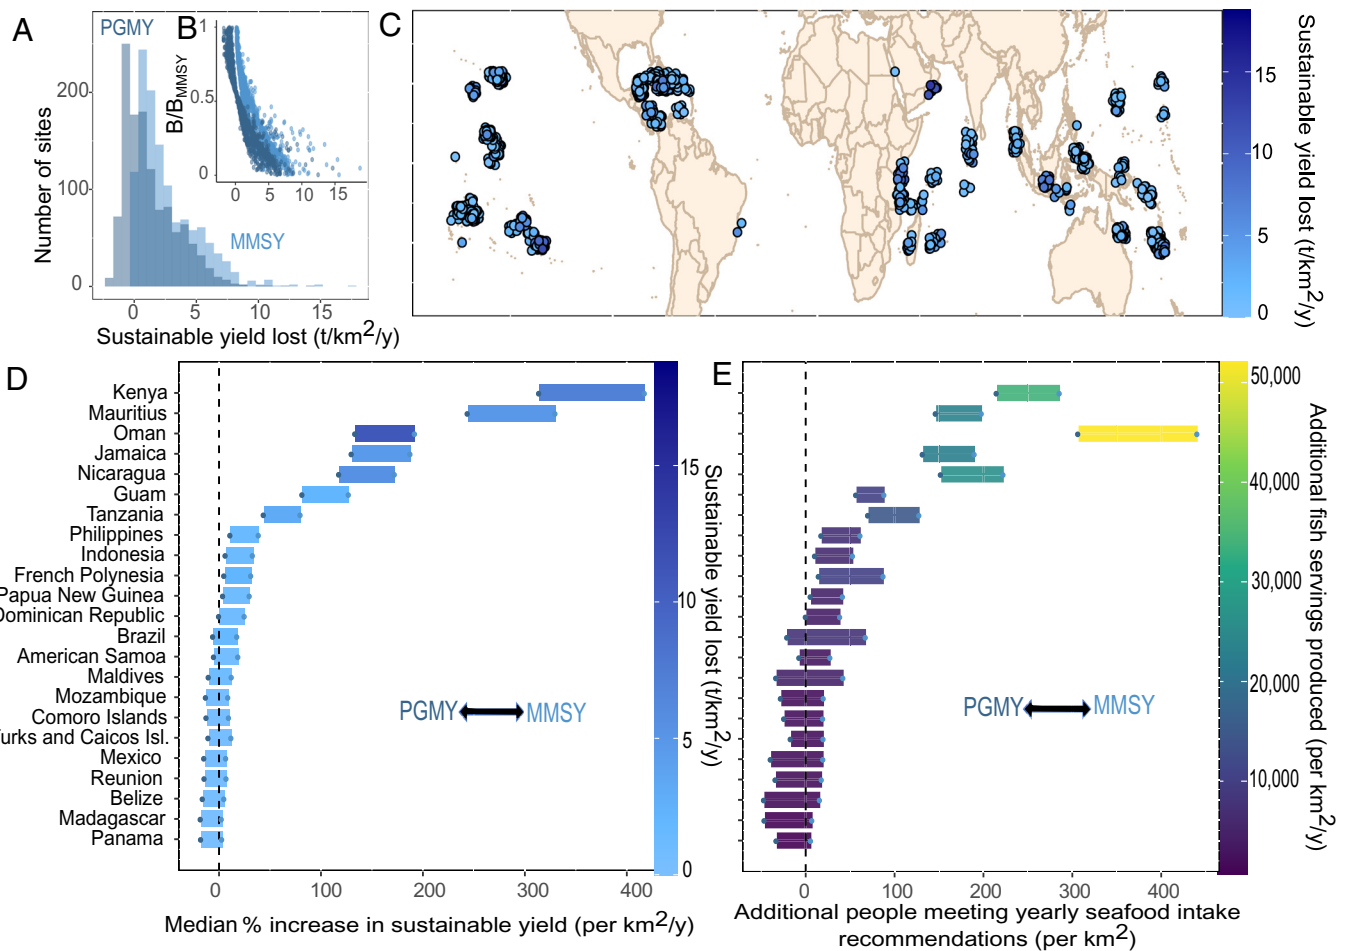 A
PGMY
200
100
0
Number of sites
MMSY
0 5 10 15
Sustainable yield lost (t/km2/y)
B
B/BMMSY
1
0.5
0
0 5 10 15
C
Sustainable yield lost (t/km2/y)
15
10
5
0
D
Kenya
Mauritius
Oman
Jamaica
Nicaragua
Guam
Tanzania
Philippines
Indonesia
French Polynesia
Papua New Guinea
Dominican Republic
Brazil
American Samoa
Maldives
Mozambique
Comoro Islands
Turks and Caicos Isl.
Mexico
Reunion
Belize
Madagascar
Panama
PGMY MMSY
0 100 200 300 400
Median % increase in sustainable yield (per km2/y)
15
10
5
0
Sustainable yield lost (t/km2/y)
E
PGMY MMSY
0 100 200 300 400
Additional people meeting yearly seafood intake
recommendations (per km2)
50,000
40,000
30,000
20,000
10,000
Additional fish servings produced (per km2/y)